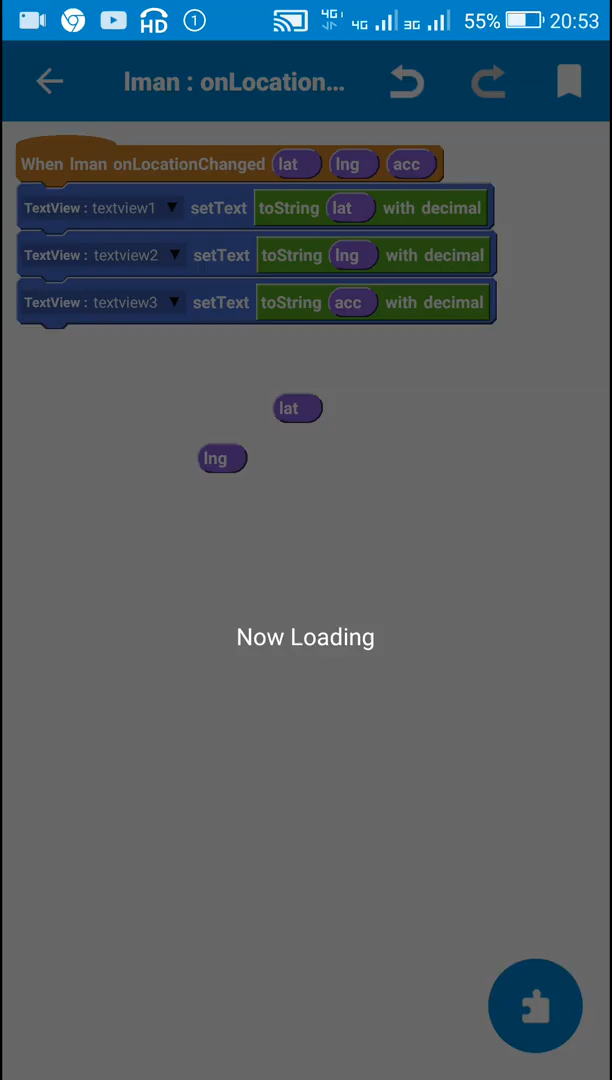 HD 1 4G 4G 3G 55% 20:53
Iman : onLocation...
When Iman onLocationChanged lat lng acc
TextView : textview1 setText toString lat with decimal
TextView : textview2 setText toString lng with decimal
TextView : textview3 setText toString acc with decimal
lat
lng
Now Loading